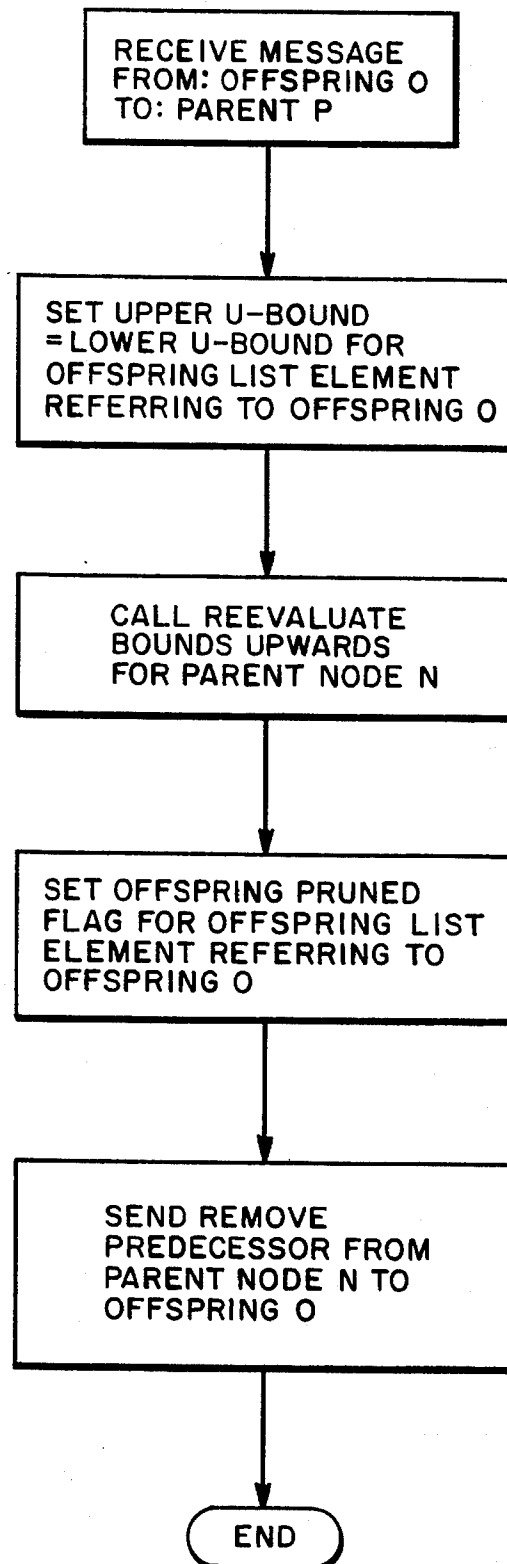 RECEIVE MESSAGE
FROM: OFFSPRING O
TO: PARENT P
SET UPPER U-BOUND
=LOWER U-BOUND FOR
OFFSPRING LIST ELEMENT
REFERRING TO OFFSPRING O
CALL REEVALUATE
BOUNDS UPWARDS
FOR PARENT NODE N
SET OFFSPRING PRUNED
FLAG FOR OFFSPRING LIST
ELEMENT REFERRING TO
OFFSPRING O
SEND REMOVE
PREDECESSOR FROM
PARENT NODE N TO
OFFSPRING O
END